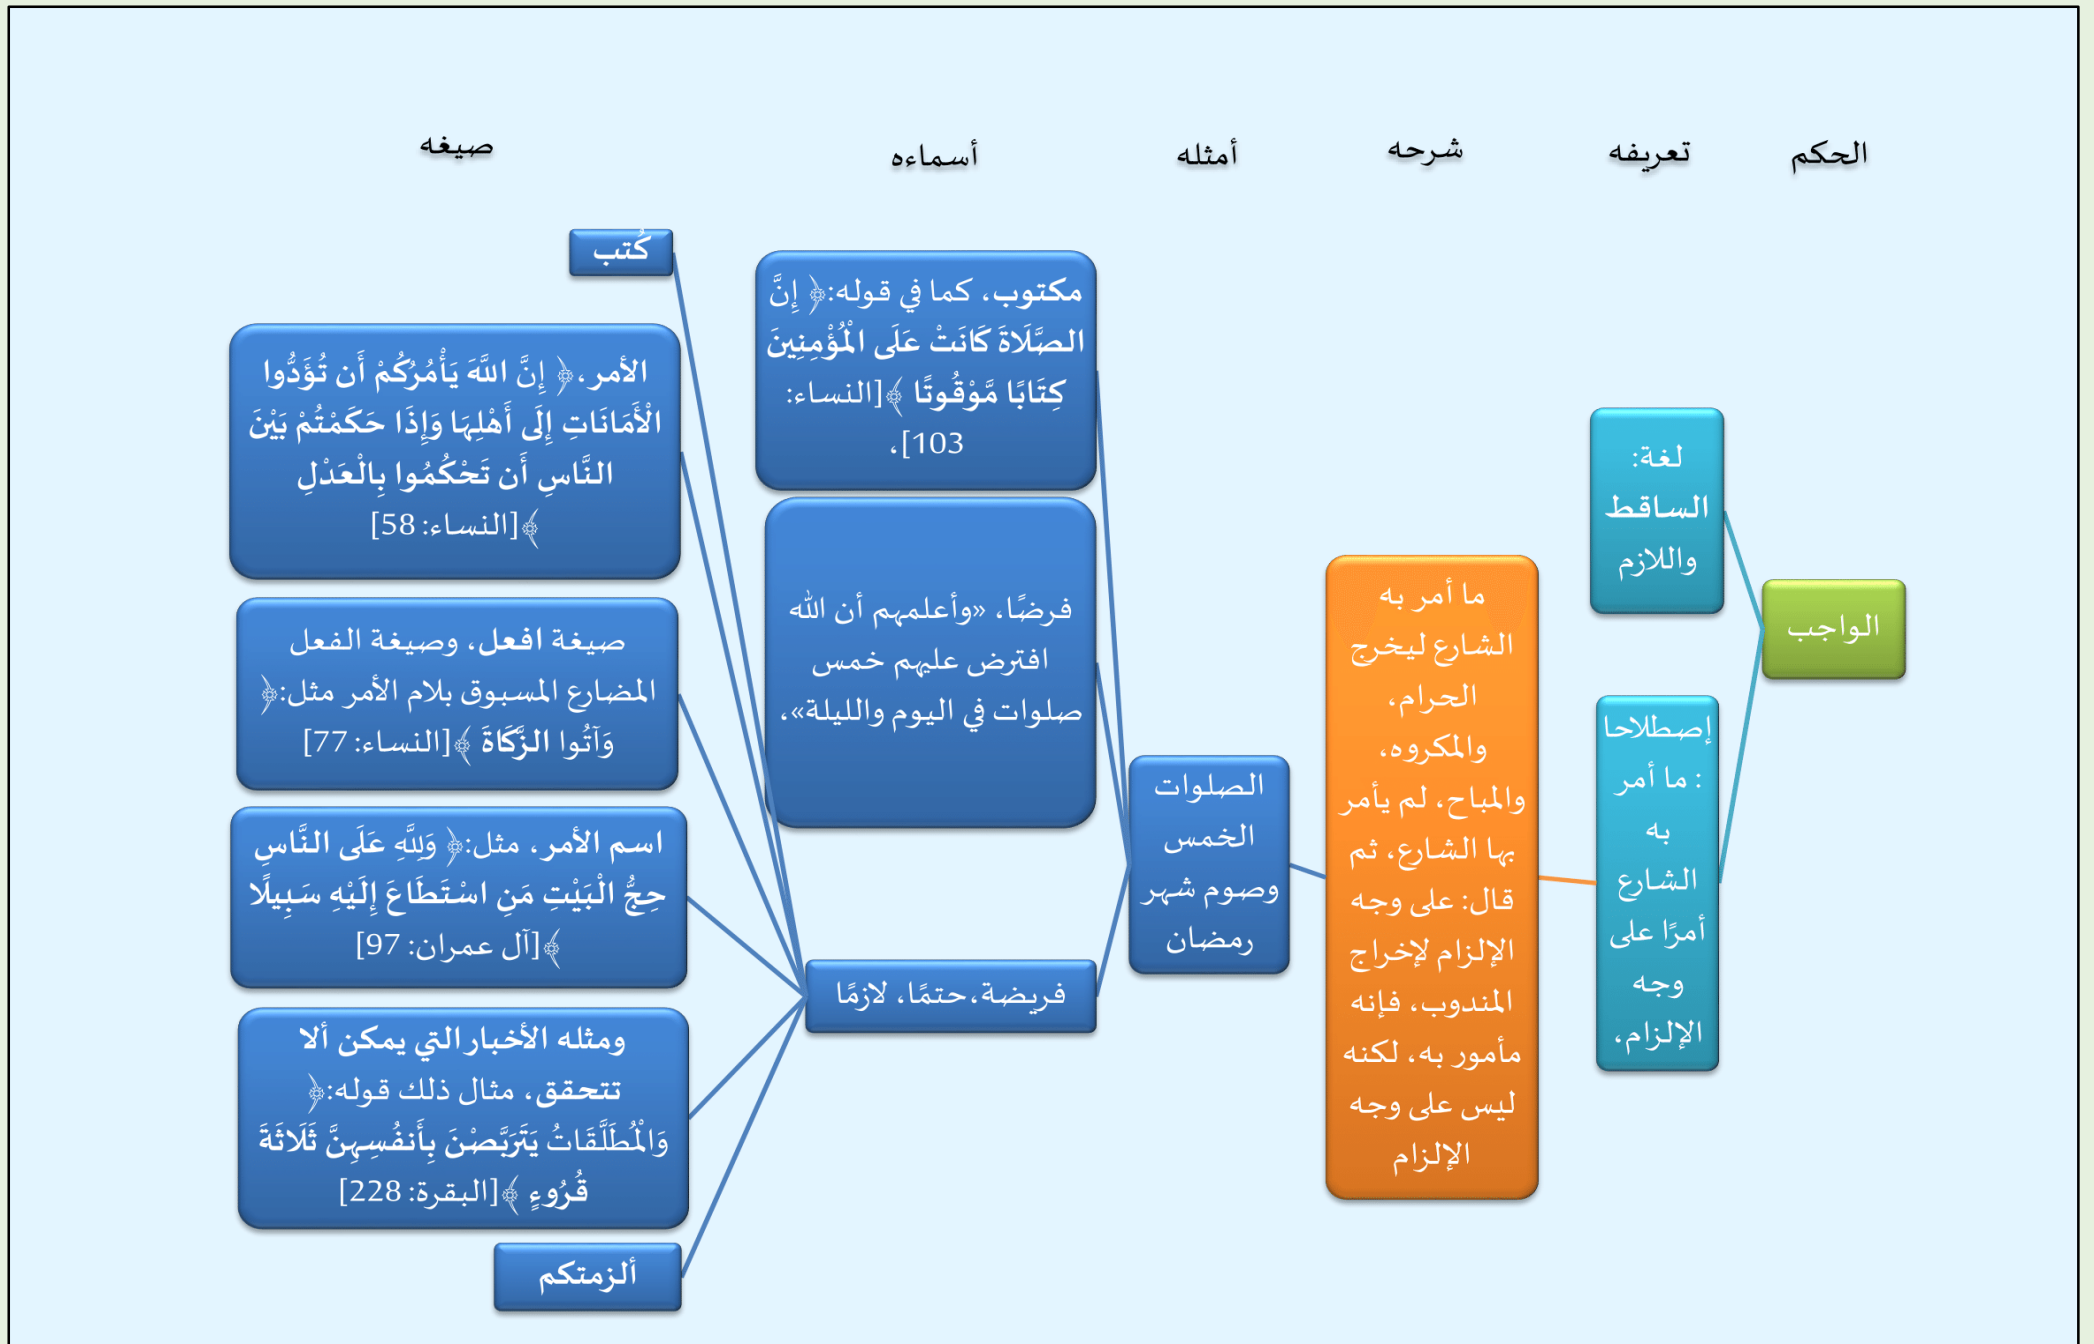 الحكم
تعريفه
شرحه
أمثله
أسماءه
صيغه
الواجب
لغة:
الساقط
واللازم
إصطلاحا
: ما أمر
به
الشارع
أمرًا على
وجه
الإلزام،
ما أمر به
الشارع ليخرج
الحرام،
والمكروه،
والمباح، لم يأمر
بها الشارع، ثم
قال: على وجه
الإلزام لإخراج
المندوب، فإنه
مأمور به، لكنه
ليس على وجه
الإلزام
الصلوات
الخمس
وصوم شهر
رمضان
مكتوب، كما في قوله:﴿ إِنَّ
الصَّلَاةَ كَانَتْ عَلَى الْمُؤْمِنِينَ
كِتَابًا مَّوْقُوتًا ﴾[النساء:
103]،
فرضًا، «وأعلمهم أن الله
افترض عليهم خمس
صلوات في اليوم والليلة»،
فريضة،حتمًا، لازمًا
كُتب
الأمر،﴿ إِنَّ اللَّهَ يَأْمُرُكُمْ أَن تُؤَدُّوا
الْأَمَانَاتِ إِلَى أَهْلِهَا وَإِذَا حَكَمْتُمْ بَيْنَ
النَّاسِ أَن تَحْكُمُوا بِالْعَدْلِ
﴾[النساء: 58]
صيغة افعل، وصيغة الفعل
المضارع المسبوق بلام الأمر مثل:﴿
وَآتُوا الزَّكَاةَ ﴾[النساء: 77]
اسم الأمر، مثل:﴿ وَلِلَّهِ عَلَى النَّاسِ
حِجُّ الْبَيْتِ مَنِ اسْتَطَاعَ إِلَيْهِ سَبِيلًا
﴾[آل عمران: 97]
ومثله الأخبار التي يمكن ألا
تتحقق، مثال ذلك قوله:﴿
وَالْمُطَلَّقَاتُ يَتَرَبَّصْنَ بِأَنفُسِهِنَّ ثَلَاثَةَ
قُرُوءٍ ﴾[البقرة: 228]
ألزمتكم